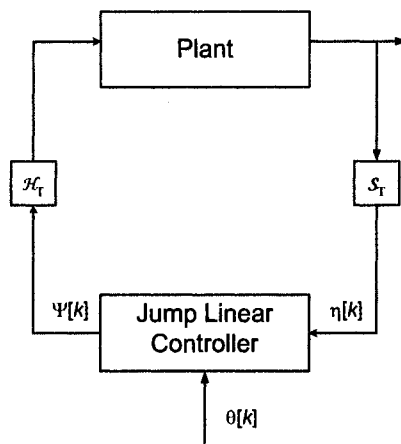 Plant
ℋ_T
𝒮_T
Ψ[k]
Jump Linear
Controller
η[k]
θ[k]